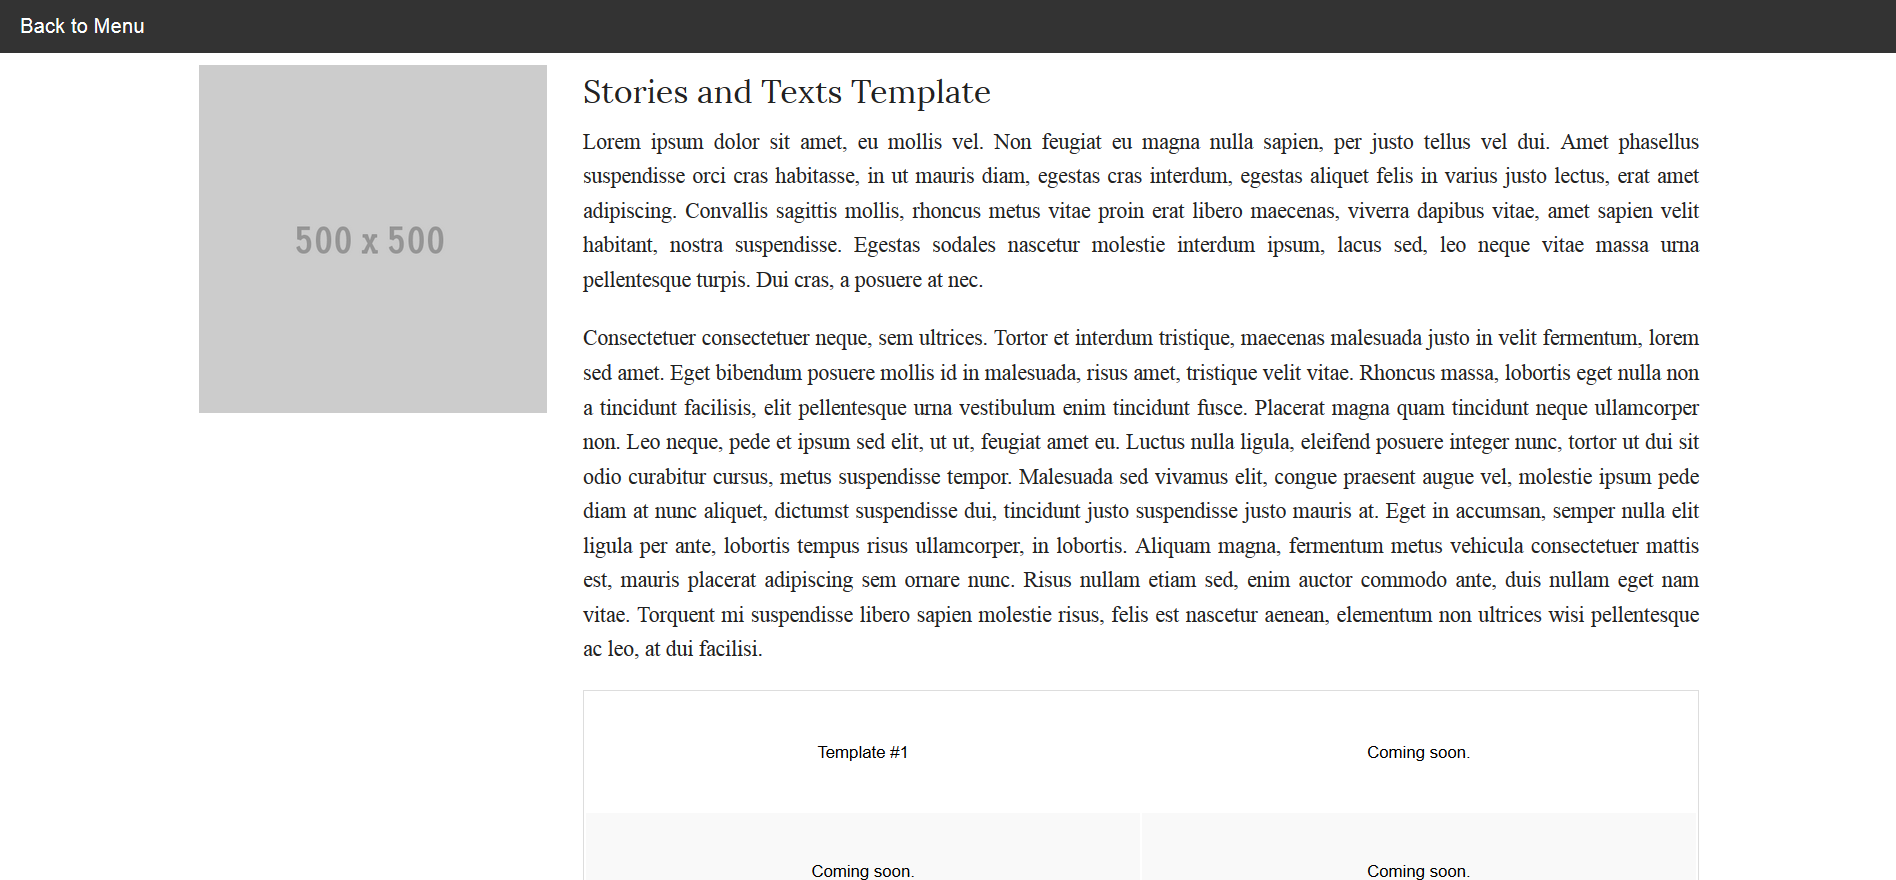 Back to Menu
500 x 500
Stories and Texts Template
Lorem ipsum dolor sit amet, eu mollis vel. Non feugiat eu magna nulla sapien, per justo tellus vel dui. Amet phasellus
suspendisse orci cras habitasse, in ut mauris diam, egestas cras interdum, egestas aliquet felis in varius justo lectus, erat amet
adipiscing. Convallis sagittis mollis, rhoncus metus vitae proin erat libero maecenas, viverra dapibus vitae, amet sapien velit
habitant, nostra suspendisse. Egestas sodales nascetur molestie interdum ipsum, lacus sed, leo neque vitae massa urna
pellentesque turpis. Dui cras, a posuere at nec.
Consectetuer consectetuer neque, sem ultrices. Tortor et interdum tristique, maecenas malesuada justo in velit fermentum, lorem
sed amet. Eget bibendum posuere mollis id in malesuada, risus amet, tristique velit vitae. Rhoncus massa, lobortis eget nulla non
a tincidunt facilisis, elit pellentesque urna vestibulum enim tincidunt fusce. Placerat magna quam tincidunt neque ullamcorper
non. Leo neque, pede et ipsum sed elit, ut ut, feugiat amet eu. Luctus nulla ligula, eleifend posuere integer nunc, tortor ut dui sit
odio curabitur cursus, metus suspendisse tempor. Malesuada sed vivamus elit, congue praesent augue vel, molestie ipsum pede
diam at nunc aliquet, dictumst suspendisse dui, tincidunt justo suspendisse justo mauris at. Eget in accumsan, semper nulla elit
ligula per ante, lobortis tempus risus ullamcorper, in lobortis. Aliquam magna, fermentum metus vehicula consectetuer mattis
est, mauris placerat adipiscing sem ornare nunc. Risus nullam etiam sed, enim auctor commodo ante, duis nullam eget nam
vitae. Torquent mi suspendisse libero sapien molestie risus, felis est nascetur aenean, elementum non ultrices wisi pellentesque
ac leo, at dui facilisi.
Template #1
Coming soon.
Coming soon.
Coming soon.